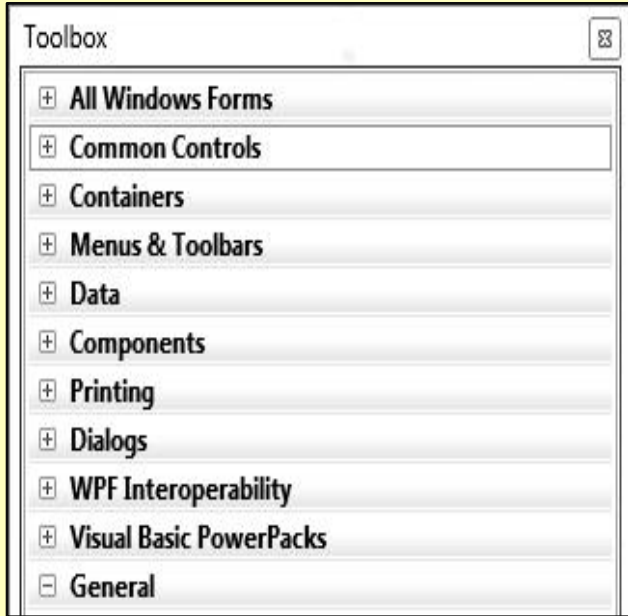 Toolbox
All Windows Forms
Common Controls
Containers
Menus & Toolbars
Data
Components
Printing
Dialogs
WPF Interoperability
Visual Basic PowerPacks
General